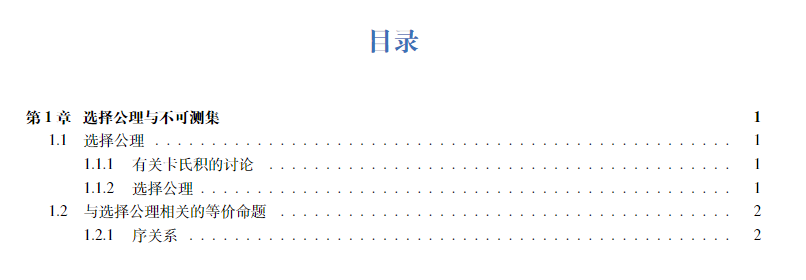 目录
第 1 章 选择公理与不可测集 1
1.1 选择公理 . . . . . . . . . . . . . . . . . . . . . . . . . . . . . . . . . . . . . 1
1.1.1 有关卡氏积的讨论 . . . . . . . . . . . . . . . . . . . . . . . . . . . . . 1
1.1.2 选择公理 . . . . . . . . . . . . . . . . . . . . . . . . . . . . . . . . . . 1
1.2 与选择公理相关的等价命题 . . . . . . . . . . . . . . . . . . . . . . . . . . . . 2
1.2.1 序关系 . . . . . . . . . . . . . . . . . . . . . . . . . . . . . . . . . . . 2